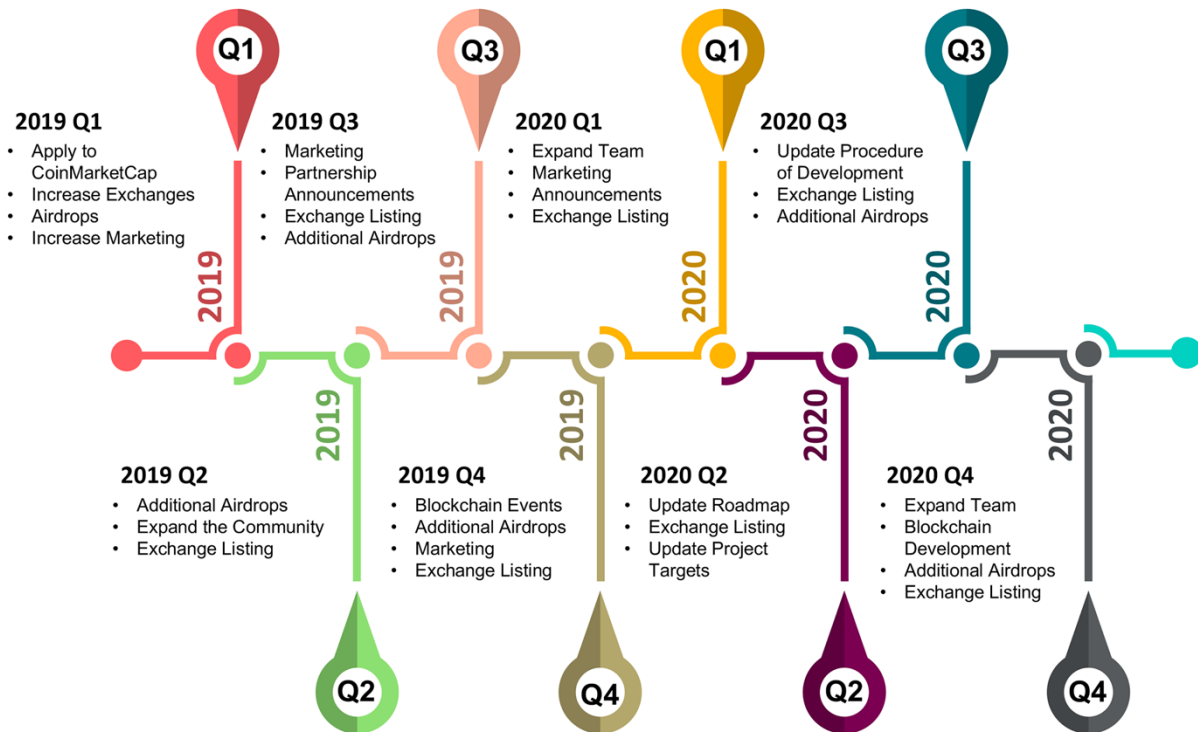 Q1
Q3
Q1
Q3
2019 Q1
• Apply to
CoinMarketCap
• Increase Exchanges
• Airdrops
• Increase Marketing
2019
2019 Q3
• Marketing
• Partnership
Announcements
• Exchange Listing
• Additional Airdrops
2019
2020 Q1
• Expand Team
• Marketing
• Announcements
• Exchange Listing
2020
2020 Q3
• Update Procedure
of Development
• Exchange Listing
• Additional Airdrops
2020
2019 Q2
• Additional Airdrops
• Expand the Community
• Exchange Listing
2019
2019 Q4
• Blockchain Events
• Additional Airdrops
• Marketing
• Exchange Listing
2019
2020 Q2
• Update Roadmap
• Exchange Listing
• Update Project
Targets
2020
2020 Q4
• Expand Team
• Blockchain
Development
• Additional Airdrops
• Exchange Listing
2020
Q2
Q4
Q2
Q4